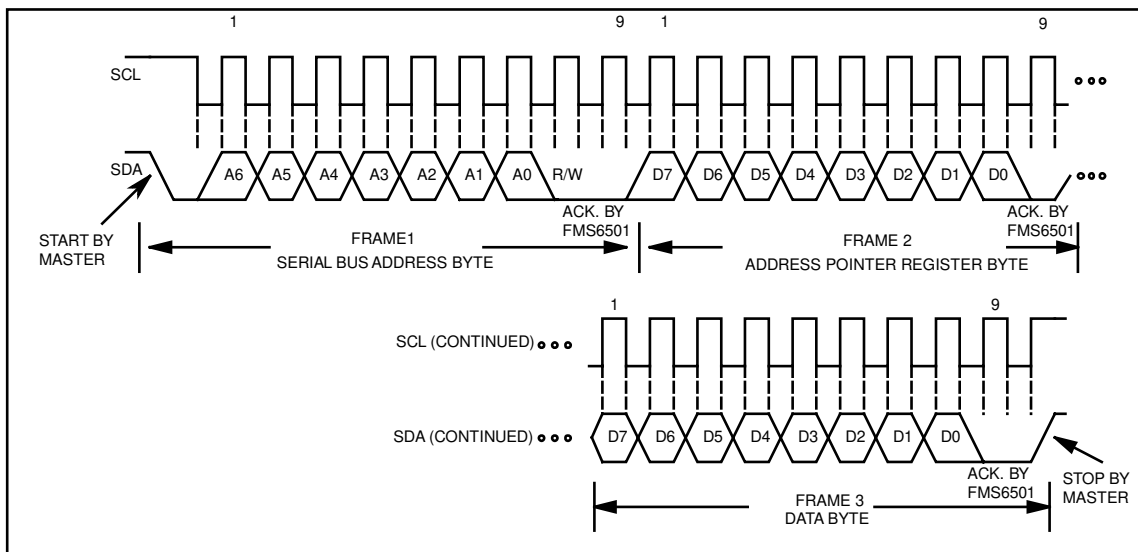 1 9 1 9
SCL
SDA A6 A5 A4 A3 A2 A1 A0 R/W D7 D6 D5 D4 D3 D2 D1 D0
START BY
MASTER
ACK. BY
FMS6501
ACK. BY
FMS6501
FRAME1
SERIAL BUS ADDRESS BYTE
FRAME 2
ADDRESS POINTER REGISTER BYTE
1 9
SCL (CONTINUED)
SDA (CONTINUED) D7 D6 D5 D4 D3 D2 D1 D0
ACK. BY
FMS6501
STOP BY
MASTER
FRAME 3
DATA BYTE